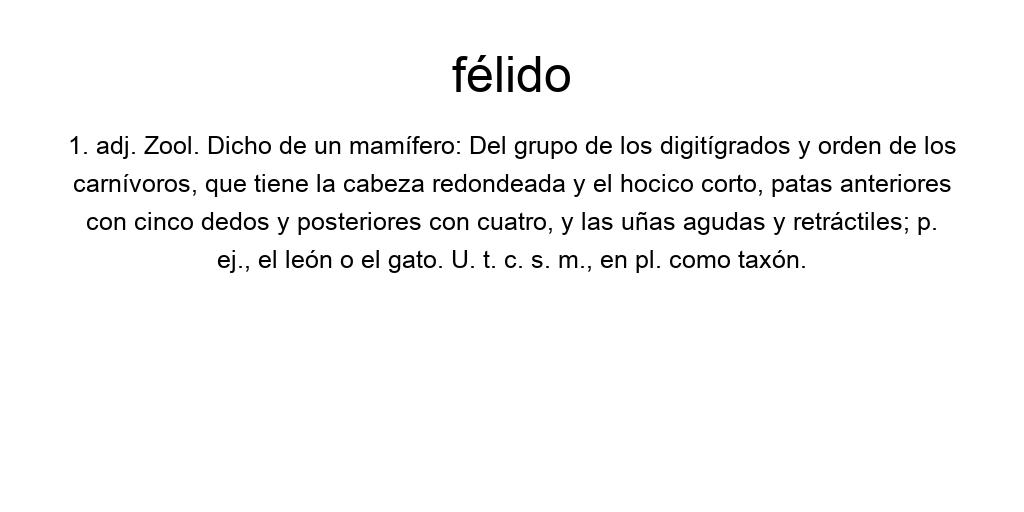 félido
1. adj. Zool. Dicho de un mamífero: Del grupo de los digitígrados y orden de los
carnívoros, que tiene la cabeza redondeada y el hocico corto, patas anteriores
con cinco dedos y posteriores con cuatro, y las uñas agudas y retráctiles; p.
ej., el león o el gato. U. t. c. s. m., en pl. como taxón.